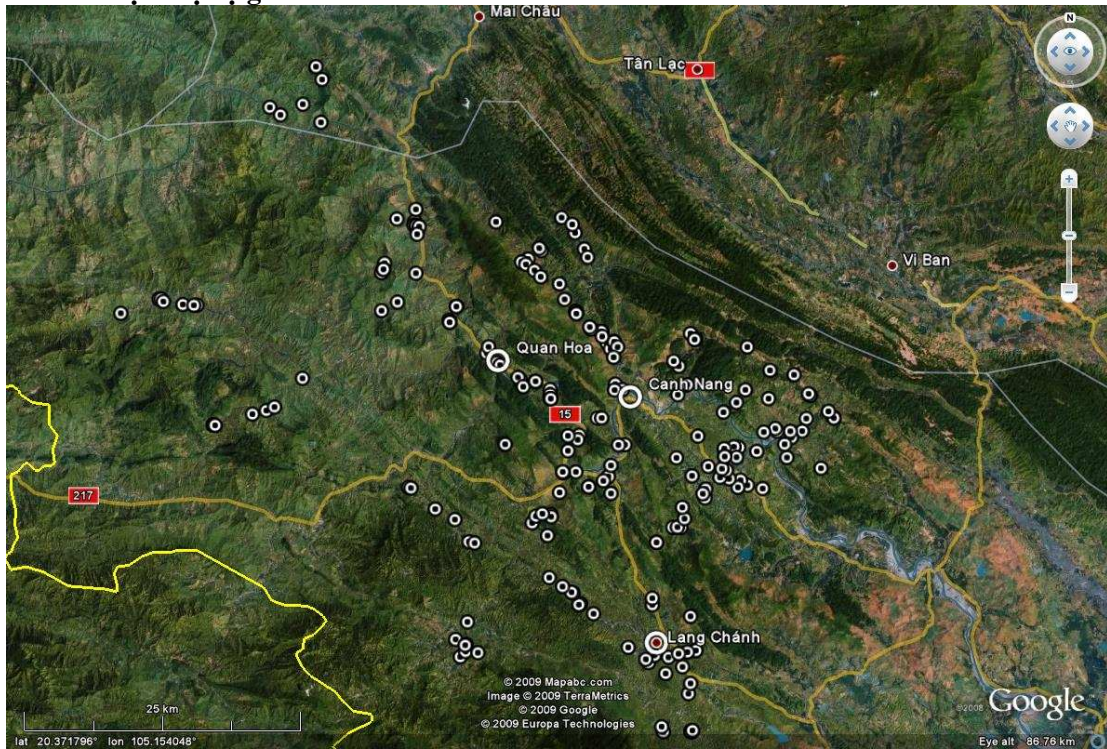 Mai Châu
N
Tân Lạc
Vi Ban
Quan Hoa
Canh Nang
15
217
Lang Chánh
© 2009 Mapabc.com
Image © 2009 TerraMetrics
© 2009 Google
© 2009 Europa Technologies
©2008 Google
25 km
lat 20.371796° lon 105.154048°
Eye alt 86.76 km